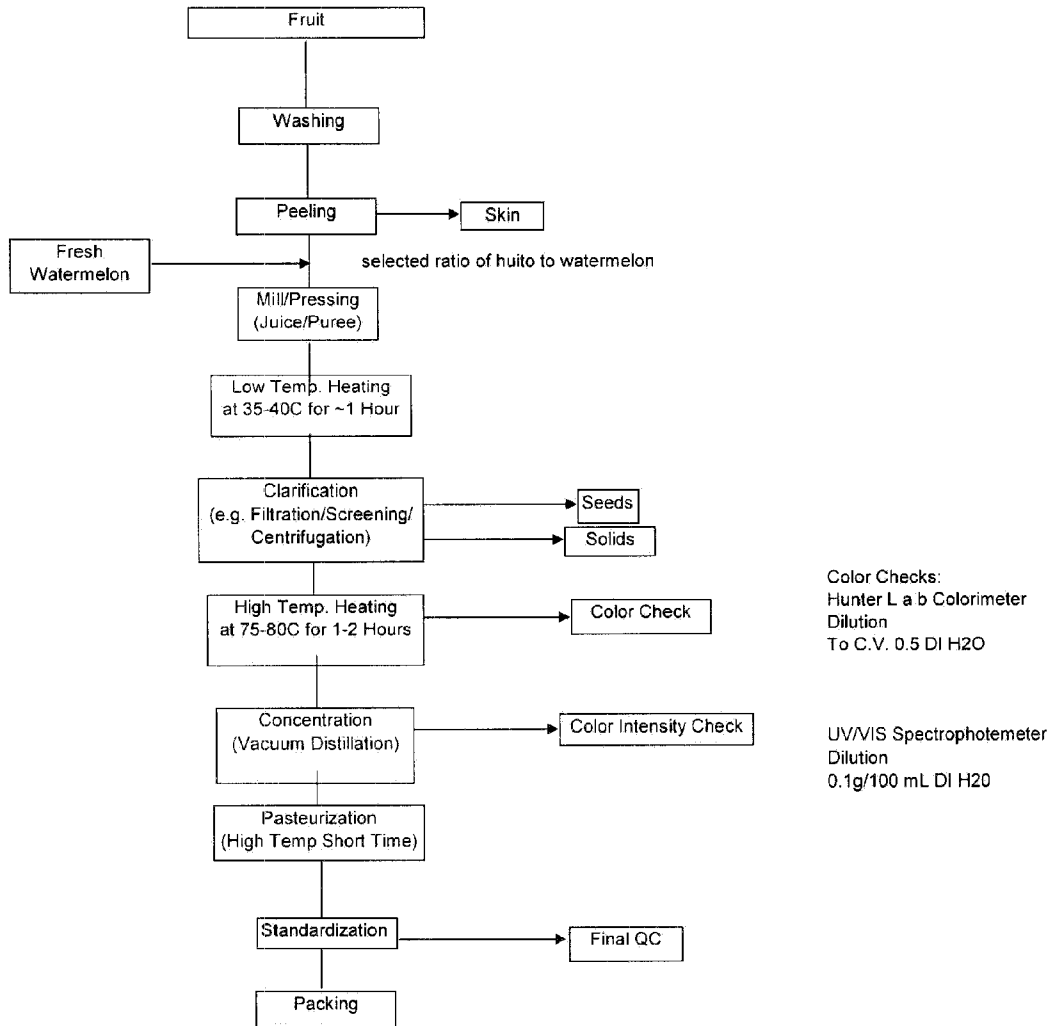 Fruit
Washing
Peeling
Skin
Fresh
Watermelon
selected ratio of huito to watermelon
Mill/Pressing
(Juice/Puree)
Low Temp. Heating
at 35-40C for ~1 Hour
Clarification
(e.g. Filtration/Screening/
Centrifugation)
Seeds
Solids
High Temp. Heating
at 75-80C for 1-2 Hours
Color Check
Color Checks:
Hunter L a b Colorimeter
Dilution
To C.V. 0.5 DI H2O
Concentration
(Vacuum Distillation)
Color Intensity Check
UV/VIS Spectrophotemeter
Dilution
0.1g/100 mL DI H20
Pasteurization
(High Temp Short Time)
Standardization
Final QC
Packing